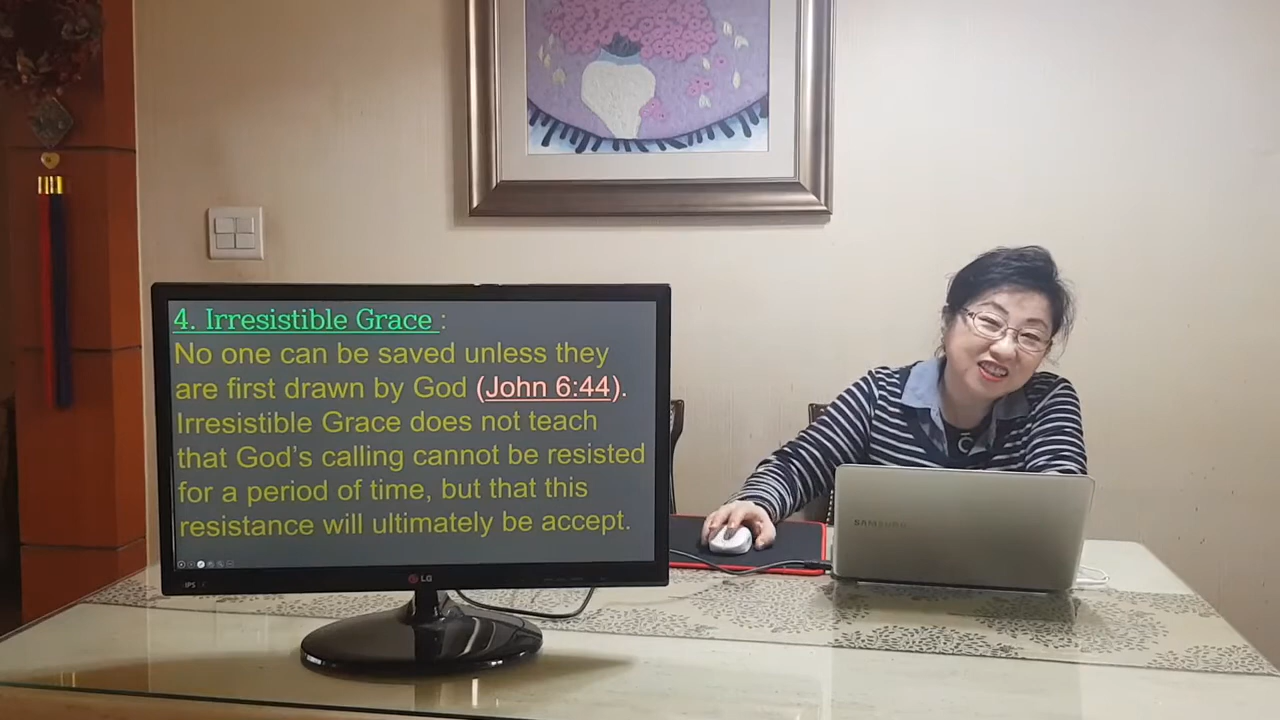 4. Irresistible Grace :
No one can be saved unless they
are first drawn by God (John 6:44).
Irresistible Grace does not teach
that God's calling cannot be resisted
for a period of time, but that this
resistance will ultimately be accept.
IPS
LG
SAMSUNG